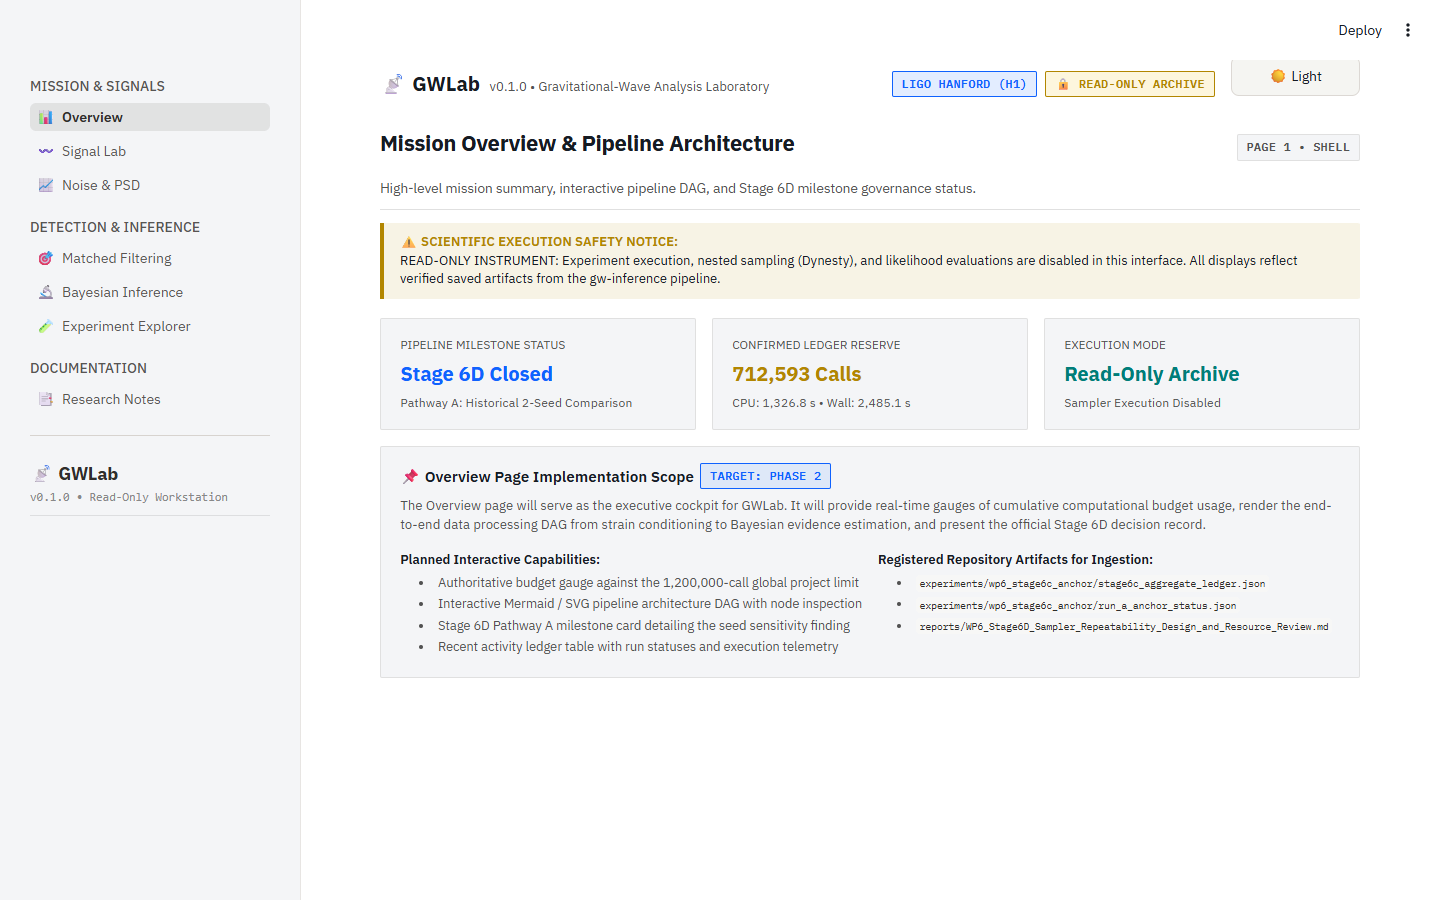 Deploy
MISSION & SIGNALS
Overview
Signal Lab
Noise & PSD
DETECTION & INFERENCE
Matched Filtering
Bayesian Inference
Experiment Explorer
DOCUMENTATION
Research Notes
GWLab
v0.1.0 • Read-Only Workstation
GWLab v0.1.0 • Gravitational-Wave Analysis Laboratory
LIGO HANFORD (H1)
READ-ONLY ARCHIVE
Light
Mission Overview & Pipeline Architecture
PAGE 1 • SHELL
High-level mission summary, interactive pipeline DAG, and Stage 6D milestone governance status.
SCIENTIFIC EXECUTION SAFETY NOTICE:
READ-ONLY INSTRUMENT: Experiment execution, nested sampling (Dynesty), and likelihood evaluations are disabled in this interface. All displays reflect
verified saved artifacts from the gw-inference pipeline.
PIPELINE MILESTONE STATUS
Stage 6D Closed
Pathway A: Historical 2-Seed Comparison
CONFIRMED LEDGER RESERVE
712,593 Calls
CPU: 1,326.8 s • Wall: 2,485.1 s
EXECUTION MODE
Read-Only Archive
Sampler Execution Disabled
Overview Page Implementation Scope
TARGET: PHASE 2
The Overview page will serve as the executive cockpit for GWLab. It will provide real-time gauges of cumulative computational budget usage, render the end-
to-end data processing DAG from strain conditioning to Bayesian evidence estimation, and present the official Stage 6D decision record.
Planned Interactive Capabilities:
• Authoritative budget gauge against the 1,200,000-call global project limit
• Interactive Mermaid / SVG pipeline architecture DAG with node inspection
• Stage 6D Pathway A milestone card detailing the seed sensitivity finding
• Recent activity ledger table with run statuses and execution telemetry
Registered Repository Artifacts for Ingestion:
• experiments/wp6_stage6c_anchor/stage6c_aggregate_ledger.json
• experiments/wp6_stage6c_anchor/run_a_anchor_status.json
• reports/WP6_Stage6D_Sampler_Repeatability_Design_and_Resource_Review.md